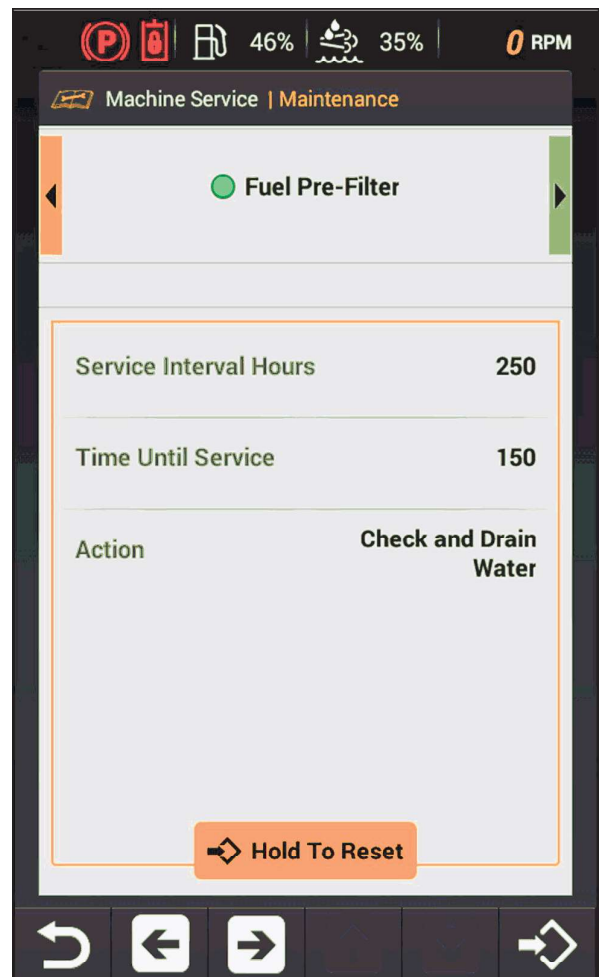 (P) 46% 35% 0 RPM
Machine Service | Maintenance
Fuel Pre-Filter
Service Interval Hours 250
Time Until Service 150
Action Check and Drain
Water
Hold To Reset